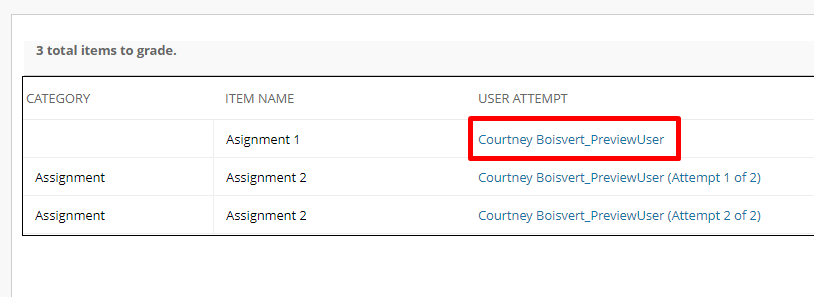 3 total items to grade.
CATEGORY ITEM NAME USER ATTEMPT
Asignment 1 Courtney Boisvert_PreviewUser
Assignment Assignment 2 Courtney Boisvert_PreviewUser (Attempt 1 of 2)
Assignment Assignment 2 Courtney Boisvert_PreviewUser (Attempt 2 of 2)